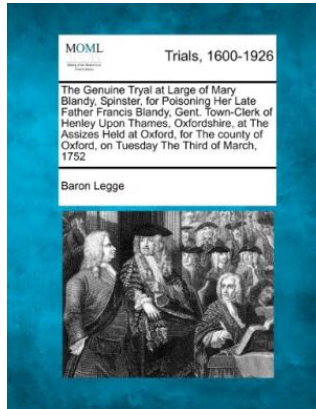 MOML
Trials, 1600-1926
The Genuine Tryal at Large of Mary
Blandy, Spinster, for Poisoning Her Late
Father Francis Blandy, Gent. Town-Clerk of
Henley Upon Thames, Oxfordshire, at The
Assizes Held at Oxford, for The county of
Oxford, on Tuesday The Third of March,
1752
Baron Legge